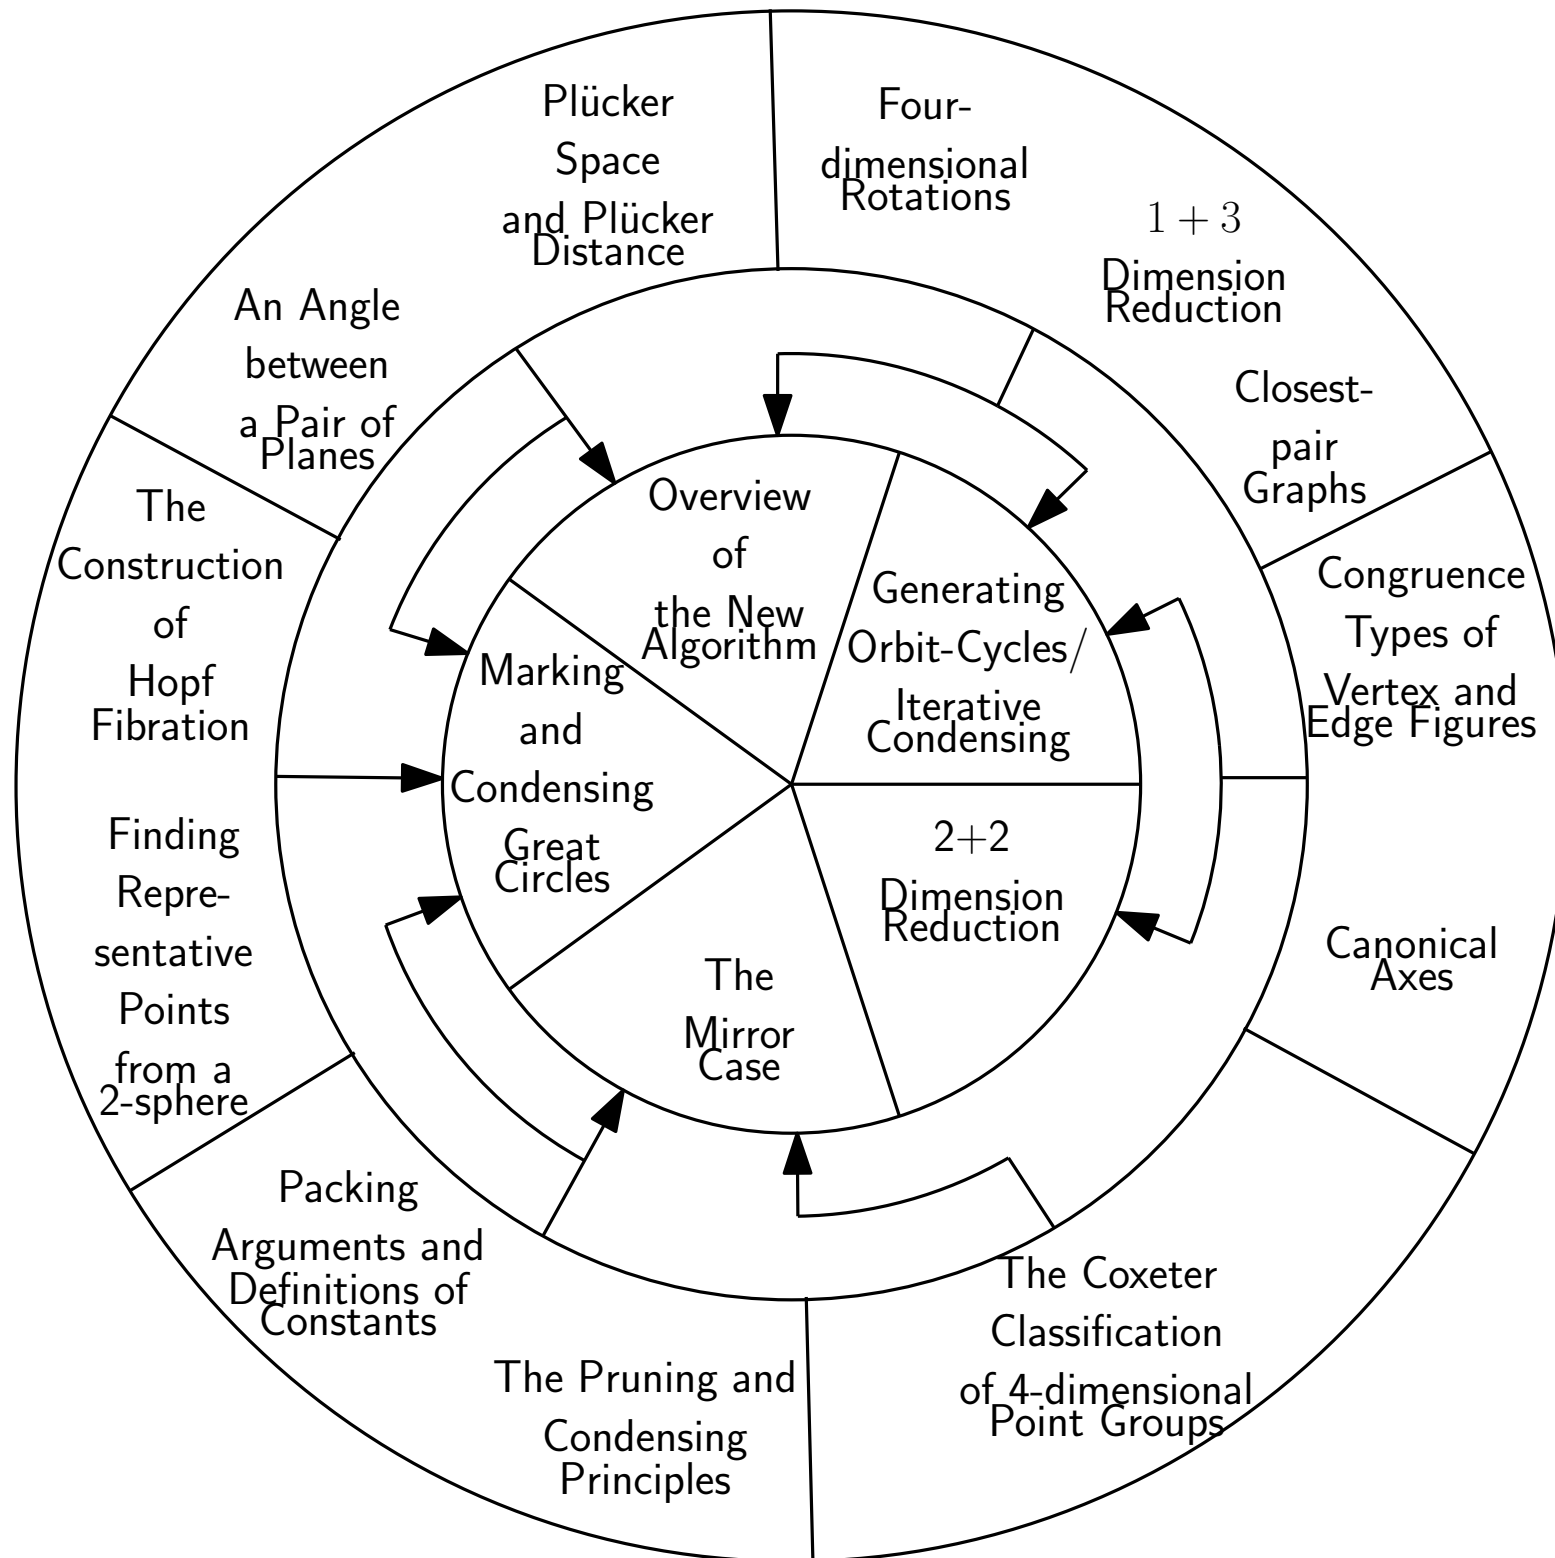 Plücker
Space
and Plücker
Distance
Four-
dimensional
Rotations
1 + 3
Dimension
Reduction
Closest-
pair
Graphs
An Angle
between
a Pair of
Planes
The
Construction
of
Hopf
Fibration
Congruence
Types of
Vertex and
Edge Figures
Overview
of
the New
Algorithm
Generating
Orbit-Cycles/
Iterative
Condensing
Marking
and
Condensing
Great
Circles
2+2
Dimension
Reduction
The
Mirror
Case
Finding
Repre-
sentative
Points
from a
2-sphere
Canonical
Axes
Packing
Arguments and
Definitions of
Constants
The Pruning and
Condensing
Principles
The Coxeter
Classification
of 4-dimensional
Point Groups